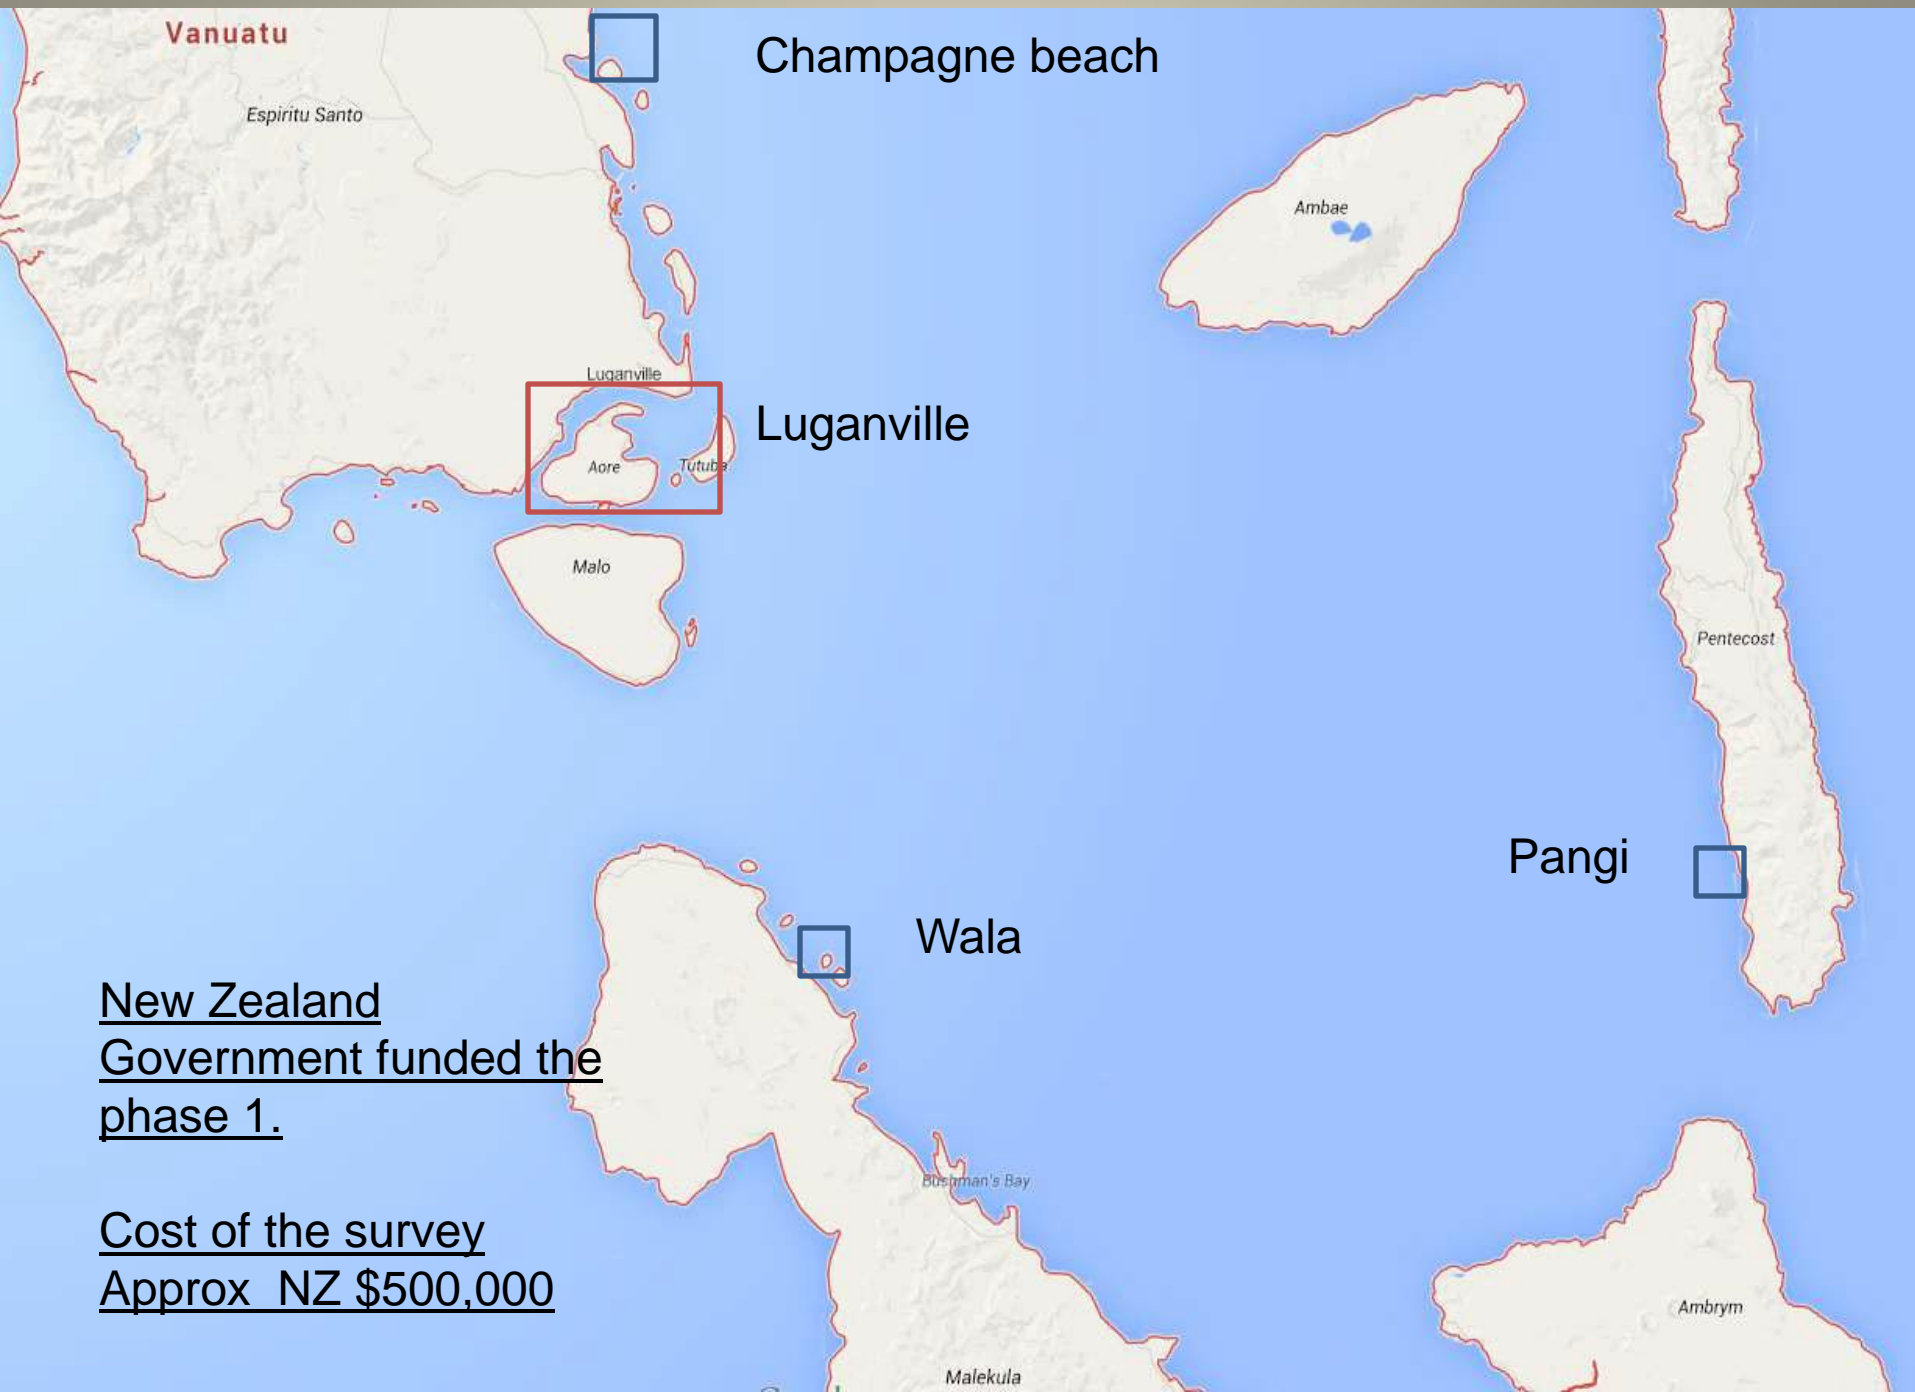 Vanuatu
Champagne beach
Espiritu Santo
Ambae
Luganville
Luganville
Aore
Tutuba
Malo
Pentecost
Pangi
Wala
New Zealand
Government funded the
phase 1.
Bushman's Bay
Cost of the survey
Approx  NZ $500,000
Ambrym
Malekula